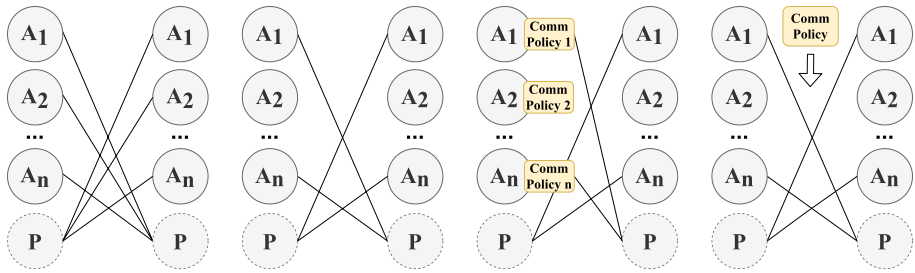 A1 A1 A1 A1 A1 Comm Policy 1 A1 A1 Comm Policy A1
A2 A2 A2 A2 A2 Comm Policy 2 A2 A2 A2
... ... ... ... ... ... ... ...
An An An An An Comm Policy n An An An
P P P P P P P P